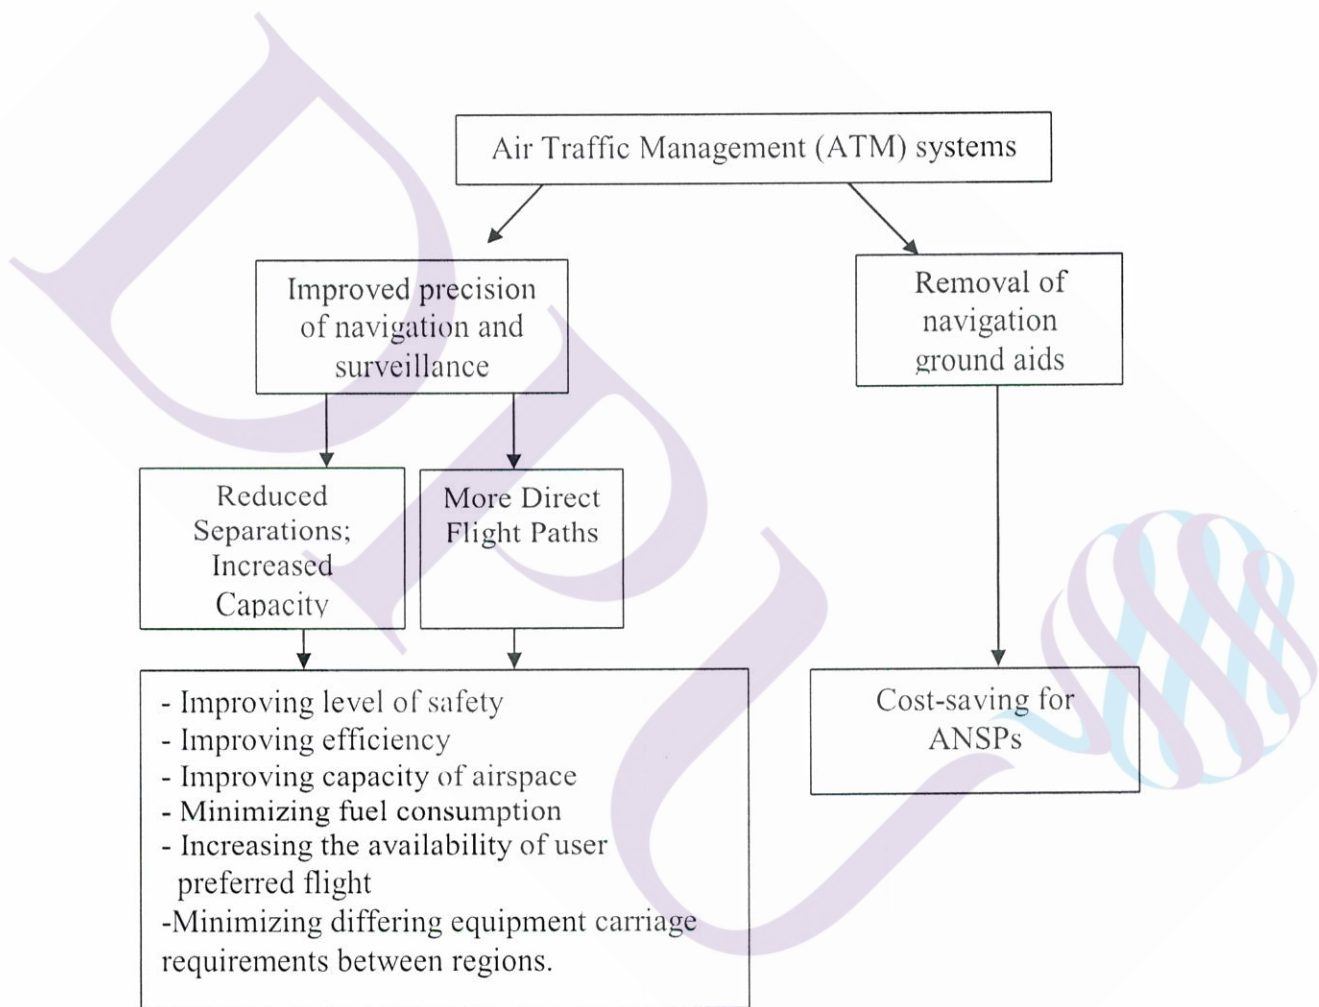 Air Traffic Management (ATM) systems
Improved precision
of navigation and
surveillance
Removal of
navigation
ground aids
Reduced
Separations;
Increased
Capacity
More Direct
Flight Paths
- Improving level of safety
- Improving efficiency
- Improving capacity of airspace
- Minimizing fuel consumption
- Increasing the availability of user
preferred flight
-Minimizing differing equipment carriage
requirements between regions.
Cost-saving for
ANSPs
DPU